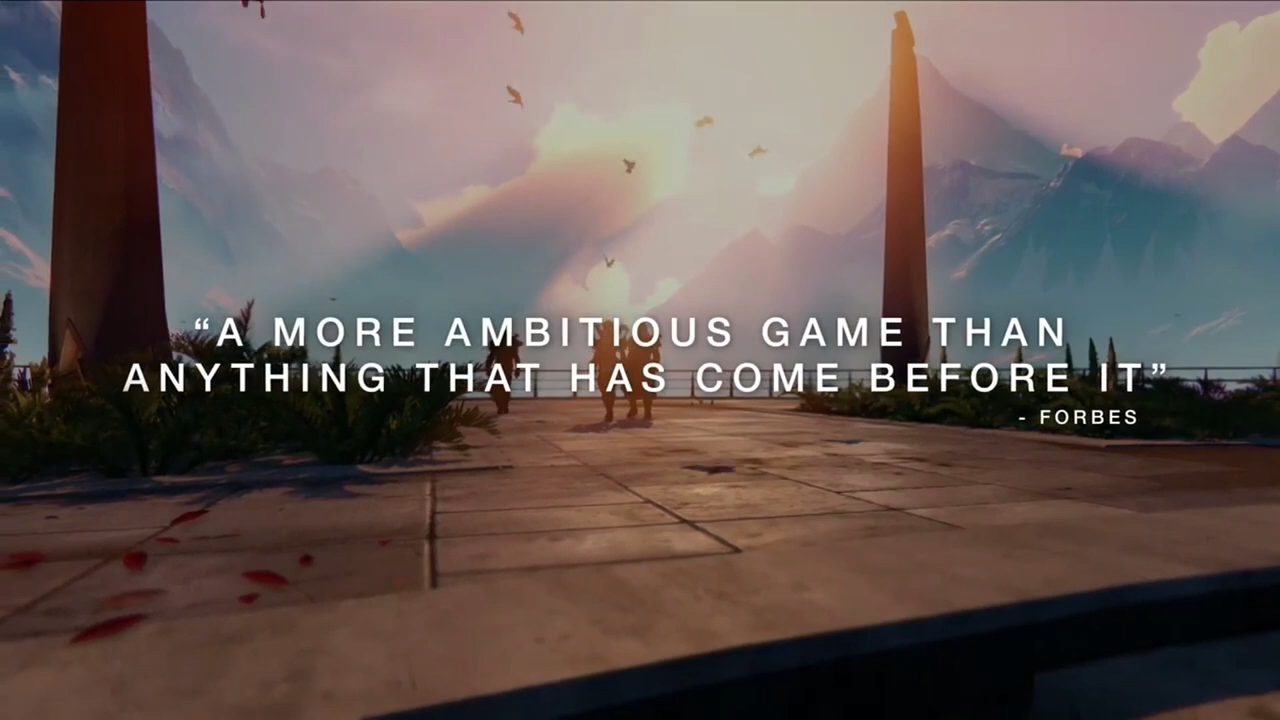 “A MORE AMBITIOUS GAME THAN
ANYTHING THAT HAS COME BEFORE IT”
- FORBES